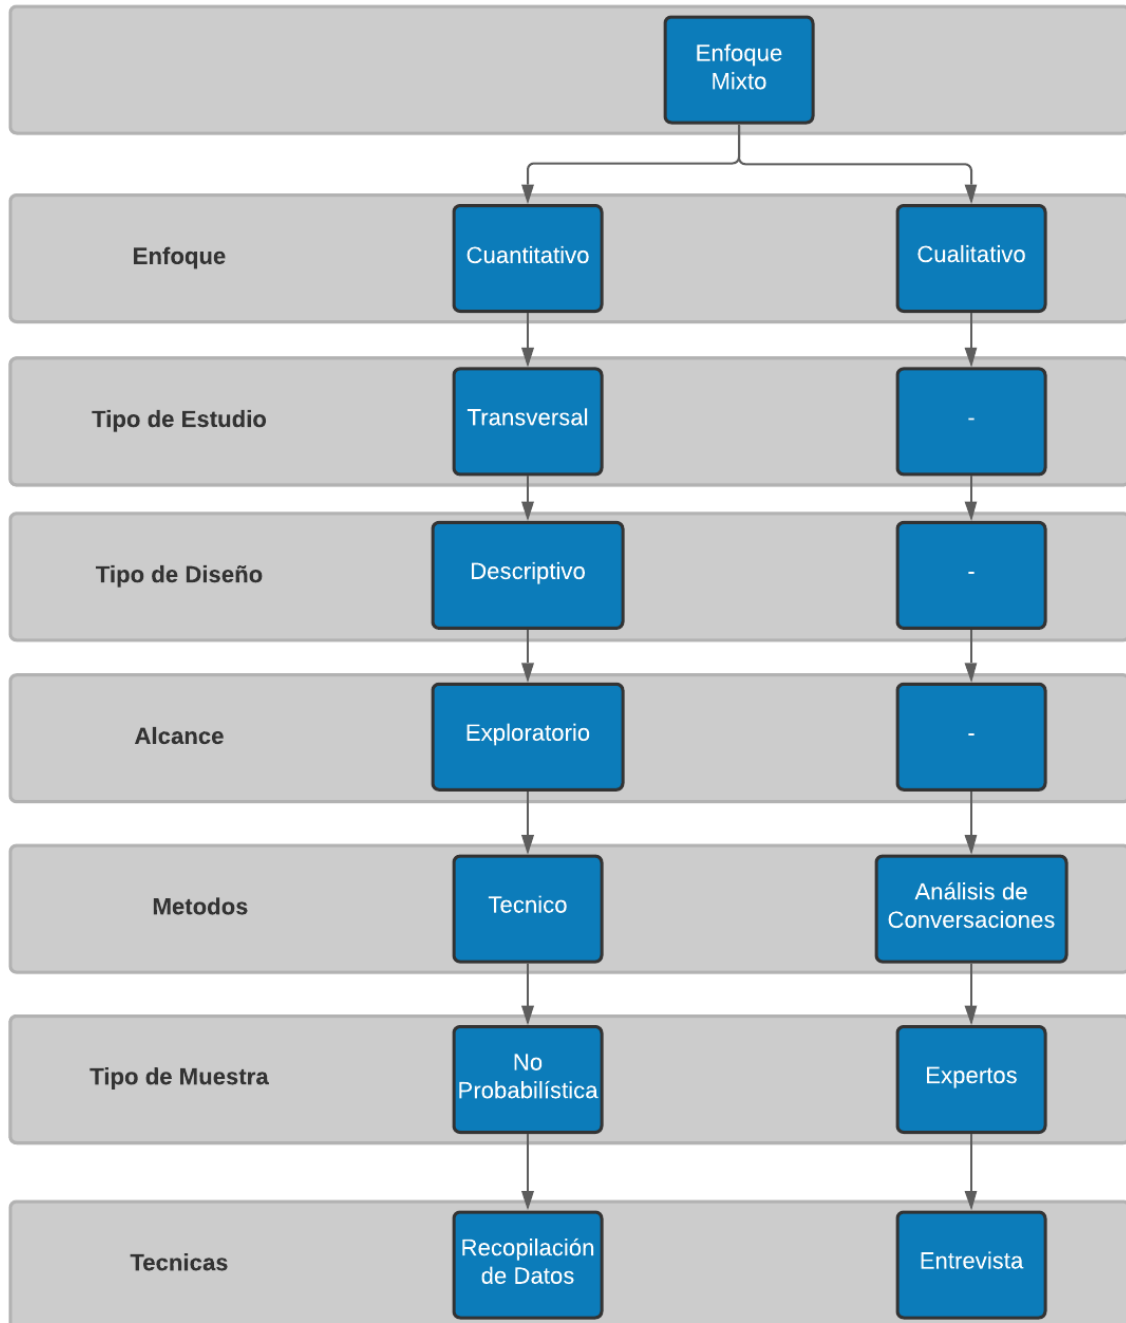 Enfoque
Mixto
Enfoque
Cuantitativo
Cualitativo
Tipo de Estudio
Transversal
-
Tipo de Diseño
Descriptivo
-
Alcance
Exploratorio
-
Metodos
Tecnico
Análisis de
Conversaciones
Tipo de Muestra
No
Probabilística
Expertos
Tecnicas
Recopilación
de Datos
Entrevista